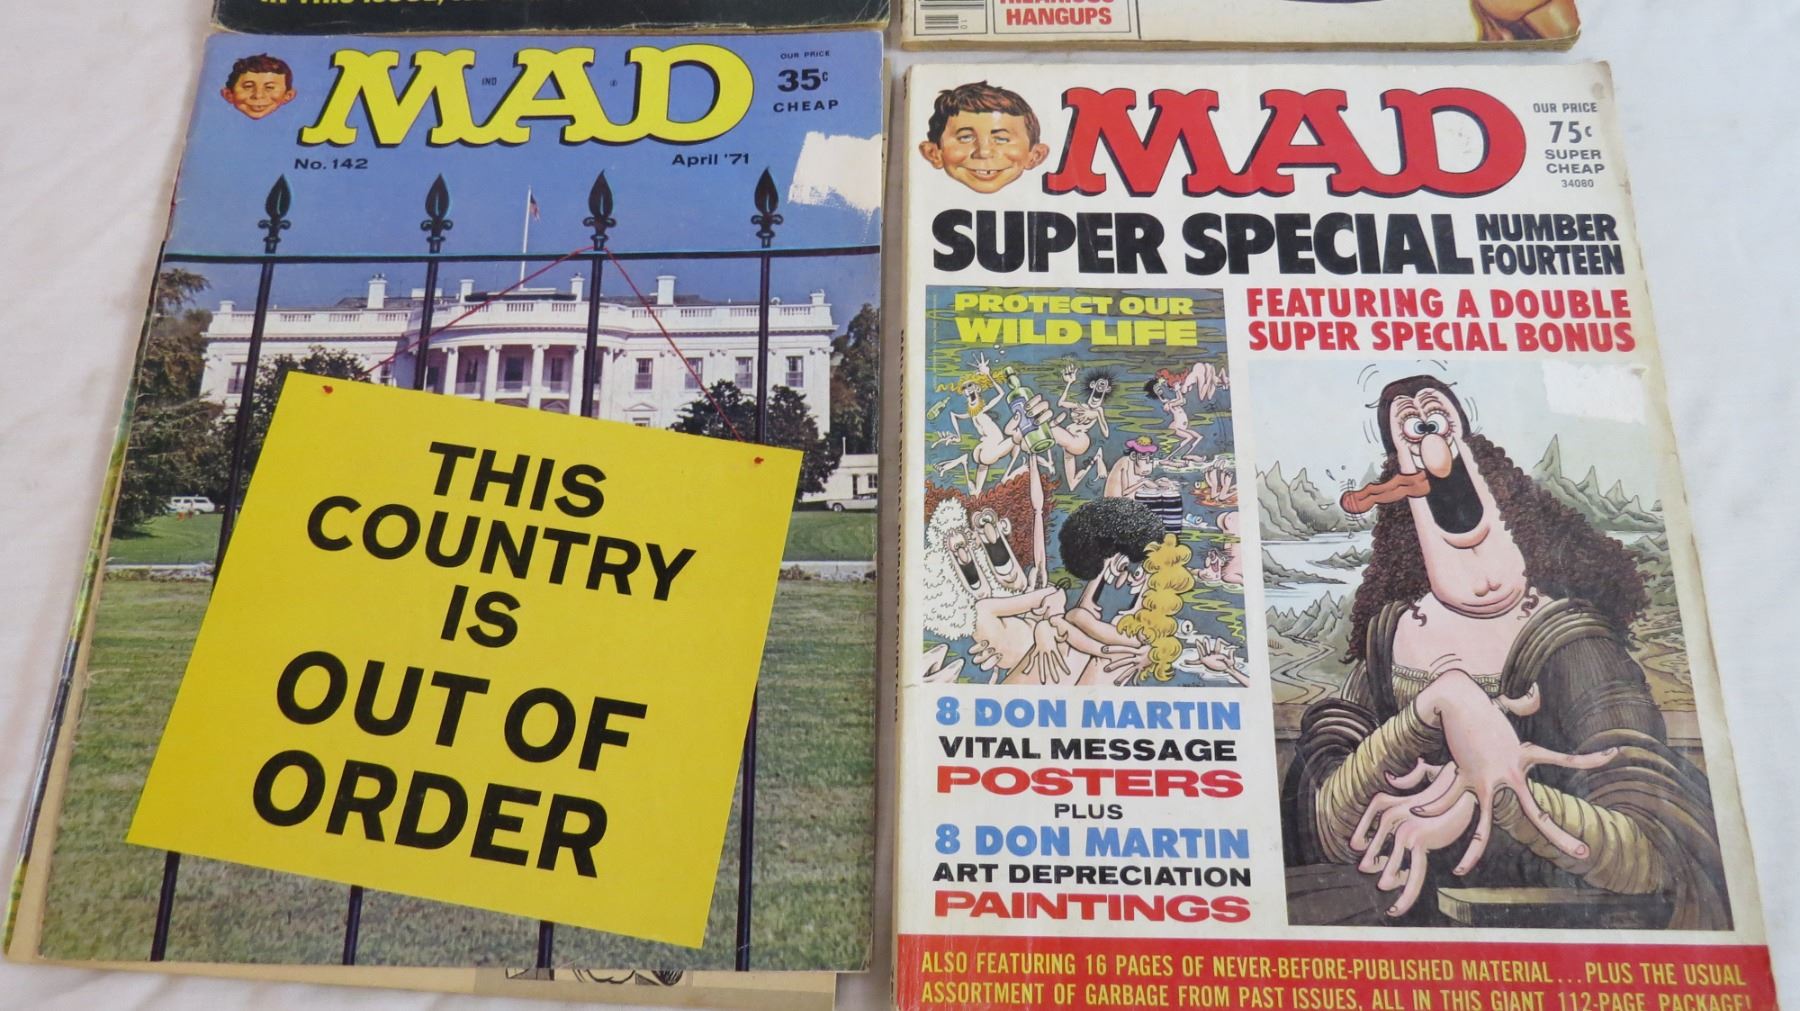 HANGUPS
10
MAD
IND
OUR PRICE
35¢
CHEAP
No. 142
April '71
THIS
COUNTRY
IS
OUT OF
ORDER
MAD
OUR PRICE
75¢
SUPER
CHEAP
34080
SUPER SPECIAL
NUMBER
FOURTEEN
PROTECT OUR
WILD LIFE
FEATURING A DOUBLE
SUPER SPECIAL BONUS
8 DON MARTIN
VITAL MESSAGE
POSTERS
PLUS
8 DON MARTIN
ART DEPRECIATION
PAINTINGS
ALSO FEATURING 16 PAGES OF NEVER-BEFORE-PUBLISHED MATERIAL...PLUS THE USUAL
ASSORTMENT OF GARBAGE FROM PAST ISSUES, ALL IN THIS GIANT 112-PAGE PACKAGE!